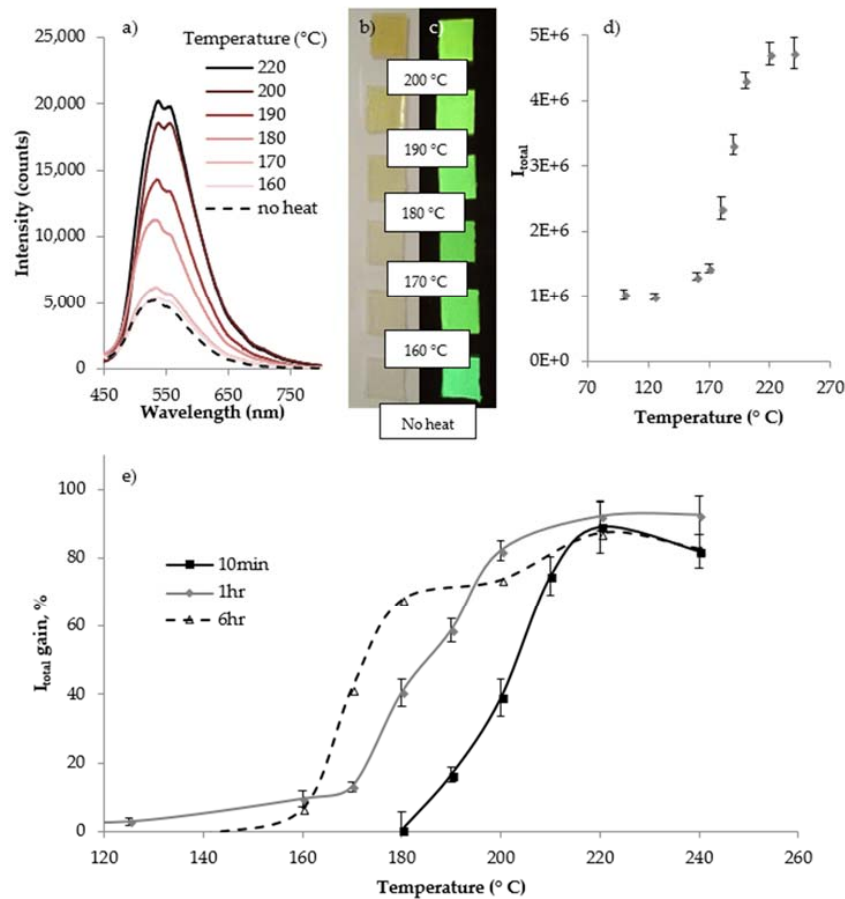 a)
Temperature (°C)
220
200
190
180
170
160
no heat
25,000
20,000
15,000
10,000
5,000
0
Intensity (counts)
450 550 650 750
Wavelength (nm)
b) c)
200 °C
190 °C
180 °C
170 °C
160 °C
No heat
d)
5E+6
4E+6
3E+6
2E+6
1E+6
0E+0
Itotal
70 120 170 220 270
Temperature (° C)
e)
100
80
60
40
20
0
Itotal gain, %
10min
1hr
6hr
120 140 160 180 200 220 240 260
Temperature (° C)